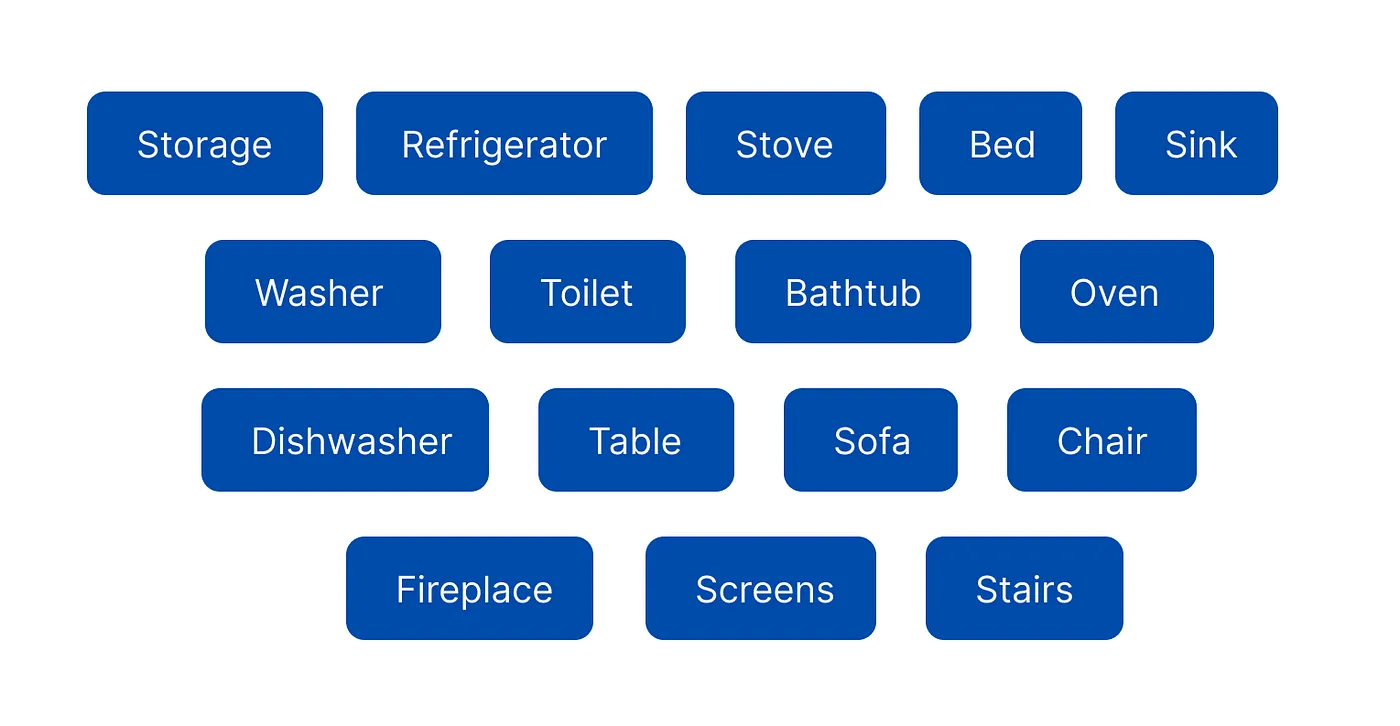 Storage Refrigerator Stove Bed Sink
Washer Toilet Bathtub Oven
Dishwasher Table Sofa Chair
Fireplace Screens Stairs